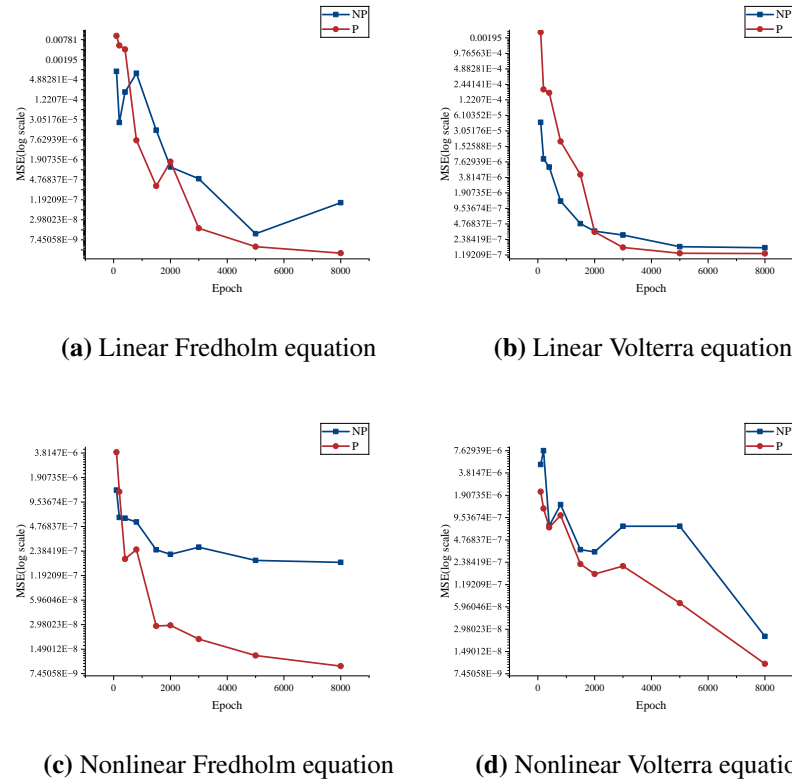 NP
P
0.00781
0.00195
4.88281E−4
1.2207E−4
3.05176E−5
7.62939E−6
1.90735E−6
4.76837E−7
1.19209E−7
2.98023E−8
7.45058E−9
MSE(log scale)
0 2000 4000 6000 8000
Epoch
(a) Linear Fredholm equation
NP
P
0.00195
9.76563E−4
4.88281E−4
2.44141E−4
1.2207E−4
6.10352E−5
3.05176E−5
1.52588E−5
7.62939E−6
3.8147E−6
1.90735E−6
9.53674E−7
4.76837E−7
2.38419E−7
1.19209E−7
MSE(log scale)
0 2000 4000 6000 8000
Epoch
(b) Linear Volterra equation
NP
P
3.8147E−6
1.90735E−6
9.53674E−7
4.76837E−7
2.38419E−7
1.19209E−7
5.96046E−8
2.98023E−8
1.49012E−8
7.45058E−9
MSE(log scale)
0 2000 4000 6000 8000
Epoch
(c) Nonlinear Fredholm equation
NP
P
7.62939E−6
3.8147E−6
1.90735E−6
9.53674E−7
4.76837E−7
2.38419E−7
1.19209E−7
5.96046E−8
2.98023E−8
1.49012E−8
7.45058E−9
MSE(log scale)
0 2000 4000 6000 8000
Epoch
(d) Nonlinear Volterra equatio